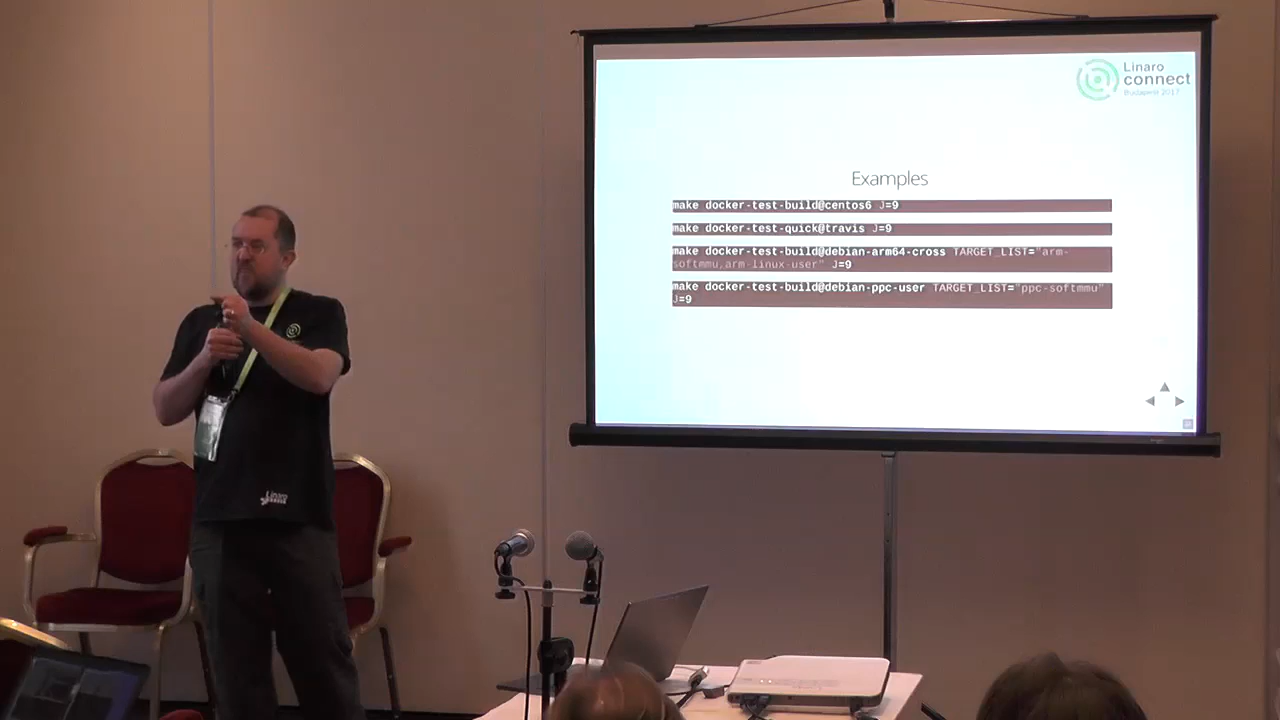 Linaro
connect
Budapest 2017
Examples
make docker-test-build@centos6 J=9
make docker-test-quick@travis J=9
make docker-test-build@debian-arm64-cross TARGET_LIST="arm-
softmmu,arm-linux-user" J=9
make docker-test-build@debian-ppc-user TARGET_LIST="ppc-softmmu"
J=9
Linaro